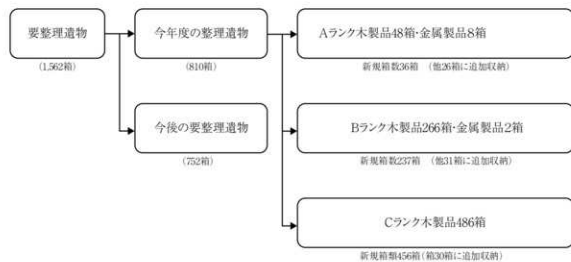 要整理遺物
(1,562箱)
今年度の整理遺物
(810箱)
今後の要整理遺物
(752箱)
Aランク木製品48箱・金属製品8箱
新規箱数36箱　(他26箱に追加収納)
Bランク木製品266箱・金属製品2箱
新規箱数237箱　(他31箱に追加収納)
Cランク木製品486箱
新規箱類456箱(箱30箱に追加収納)